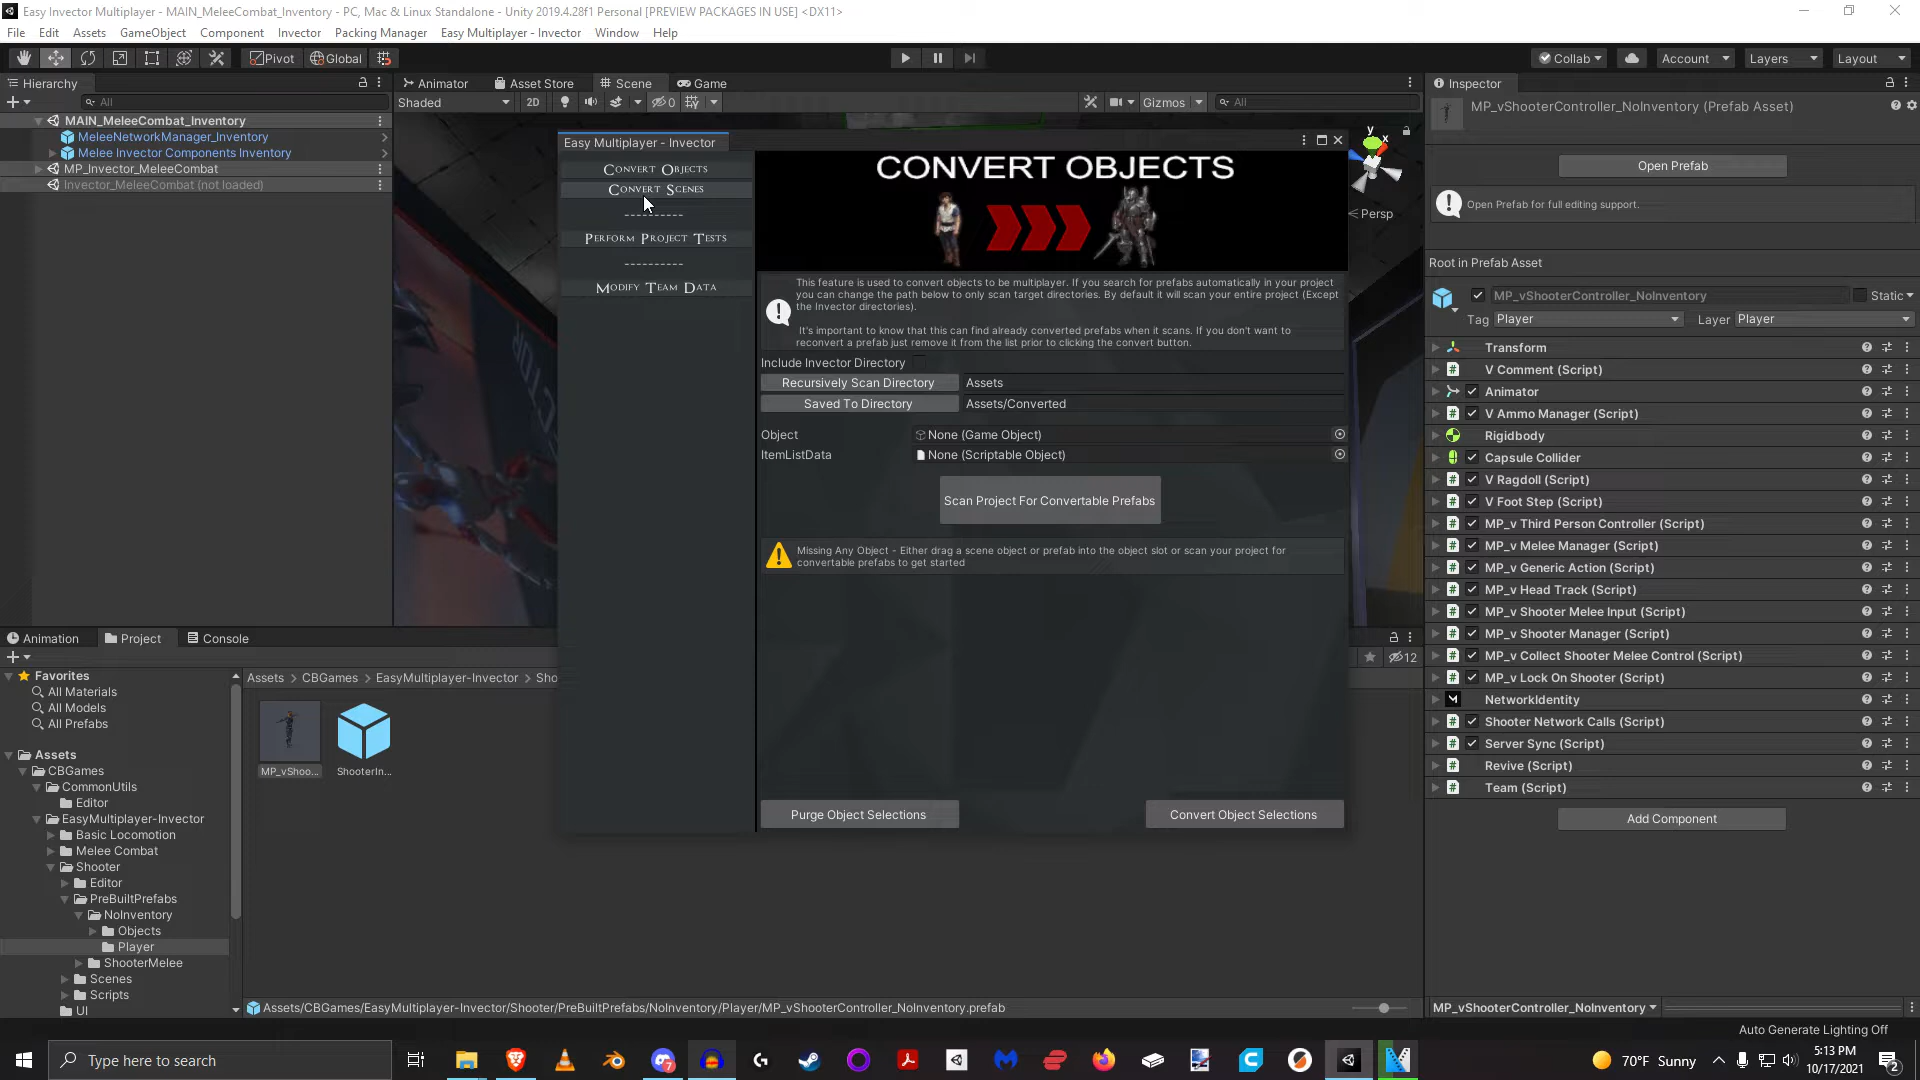 Easy Invector Multiplayer - MAIN_MeleeCombat_Inventory - PC, Mac & Linux Standalone - Unity 2019.4.28f1 Personal [PREVIEW PACKAGES IN USE] <DX11>
File Edit Assets GameObject Component Invector Packing Manager Easy Multiplayer - Invector Window Help
Pivot Global Collab Account Layers Layout
Hierarchy Animator Asset Store Scene Game Inspector
All Shaded 2D 0 Gizmos All
MAIN_MeleeCombat_Inventory
MeleeNetworkManager_Inventory
Melee Invector Components Inventory
MP_Invector_MeleeCombat
Invector_MeleeCombat (not loaded)
y
x
Persp
Easy Multiplayer - Invector
Convert Objects
Convert Scenes
----------
Perform Project Tests
----------
Modify Team Data
CONVERT OBJECTS
This feature is used to convert objects to be multiplayer. If you search for prefabs automatically in your project
you can change the path below to only scan target directories. By default it will scan your entire project (Except
the Invector directories).
It's important to know that this can find already converted prefabs when it scans. If you don't want to
reconvert a prefab just remove it from the list prior to clicking the convert button.
Include Invector Directory
Recursively Scan Directory Assets
Saved To Directory Assets/Converted
Object None (Game Object)
ItemListData None (Scriptable Object)
Scan Project For Convertable Prefabs
Missing Any Object - Either drag a scene object or prefab into the object slot or scan your project for
convertable prefabs to get started
Purge Object Selections Convert Object Selections
MP_vShooterController_NoInventory (Prefab Asset)
Open Prefab
Open Prefab for full editing support.
Root in Prefab Asset
MP_vShooterController_NoInventory Static
Tag Player Layer Player
Transform
V Comment (Script)
Animator
V Ammo Manager (Script)
Rigidbody
Capsule Collider
V Ragdoll (Script)
V Foot Step (Script)
MP_v Third Person Controller (Script)
MP_v Melee Manager (Script)
MP_v Generic Action (Script)
MP_v Head Track (Script)
MP_v Shooter Melee Input (Script)
MP_v Shooter Manager (Script)
MP_v Collect Shooter Melee Control (Script)
MP_v Lock On Shooter (Script)
NetworkIdentity
Shooter Network Calls (Script)
Server Sync (Script)
Revive (Script)
Team (Script)
Add Component
MP_vShooterController_NoInventory
Auto Generate Lighting Off
Animation Project Console
12
Favorites
All Materials
All Models
All Prefabs
Assets
CBGames
CommonUtils
Editor
EasyMultiplayer-Invector
Basic Locomotion
Melee Combat
Shooter
Editor
PreBuiltPrefabs
NoInventory
Objects
Player
ShooterMelee
Scenes
Scripts
UI
Assets > CBGames > EasyMultiplayer-Invector > Sho
MP_vShoo... ShooterIn...
Assets/CBGames/EasyMultiplayer-Invector/Shooter/PreBuiltPrefabs/NoInventory/Player/MP_vShooterController_NoInventory.prefab
Type here to search
7
70°F Sunny
5:13 PM
10/17/2021
2